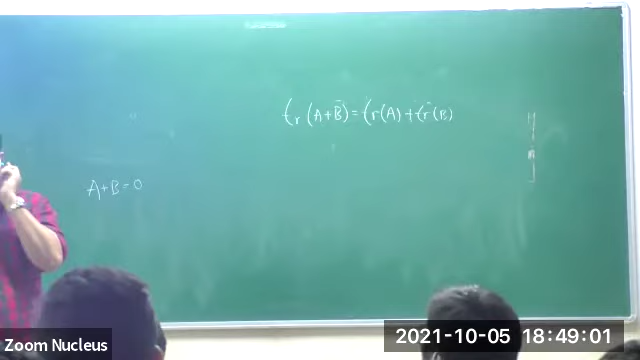 tr(A+B)=tr(A)+tr(B)
A+B=0
Zoom Nucleus
2021-10-05 18:49:01